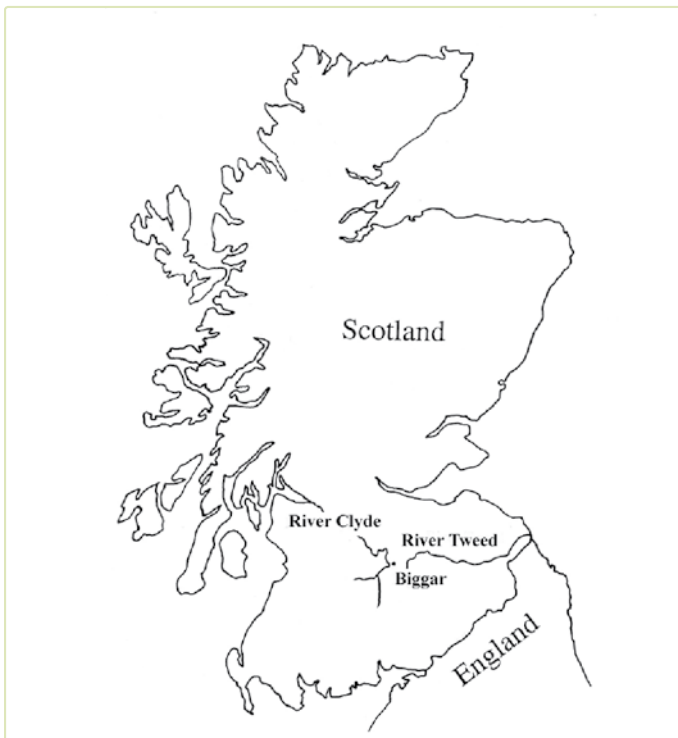 Scotland
River Clyde
River Tweed
Biggar
England